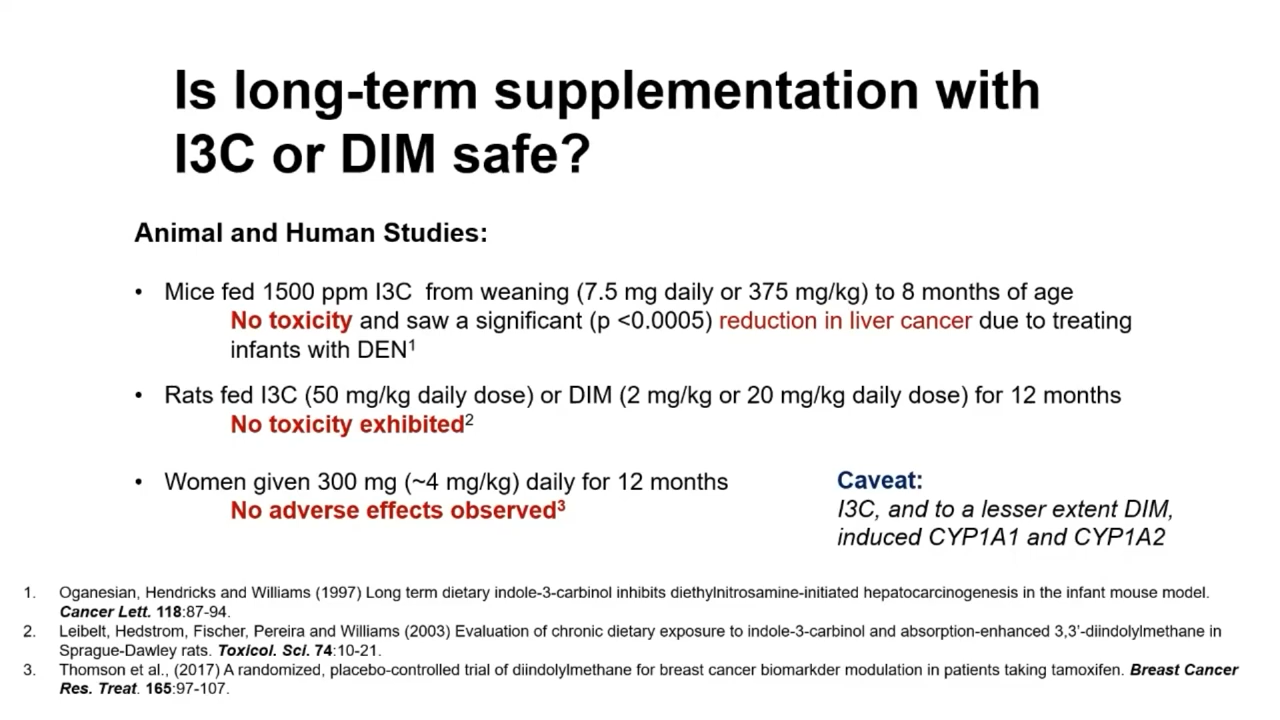 Is long-term supplementation with
I3C or DIM safe?
Animal and Human Studies:
• Mice fed 1500 ppm I3C from weaning (7.5 mg daily or 375 mg/kg) to 8 months of age
No toxicity and saw a significant (p <0.0005) reduction in liver cancer due to treating
infants with DEN¹
• Rats fed I3C (50 mg/kg daily dose) or DIM (2 mg/kg or 20 mg/kg daily dose) for 12 months
No toxicity exhibited²
• Women given 300 mg (~4 mg/kg) daily for 12 months
No adverse effects observed³
Caveat:
I3C, and to a lesser extent DIM,
induced CYP1A1 and CYP1A2
1. Oganesian, Hendricks and Williams (1997) Long term dietary indole-3-carbinol inhibits diethylnitrosamine-initiated hepatocarcinogenesis in the infant mouse model.
Cancer Lett. 118:87-94.
2. Leibelt, Hedstrom, Fischer, Pereira and Williams (2003) Evaluation of chronic dietary exposure to indole-3-carbinol and absorption-enhanced 3,3'-diindolylmethane in
Sprague-Dawley rats. Toxicol. Sci. 74:10-21.
3. Thomson et al., (2017) A randomized, placebo-controlled trial of diindolylmethane for breast cancer biomarkder modulation in patients taking tamoxifen. Breast Cancer
Res. Treat. 165:97-107.